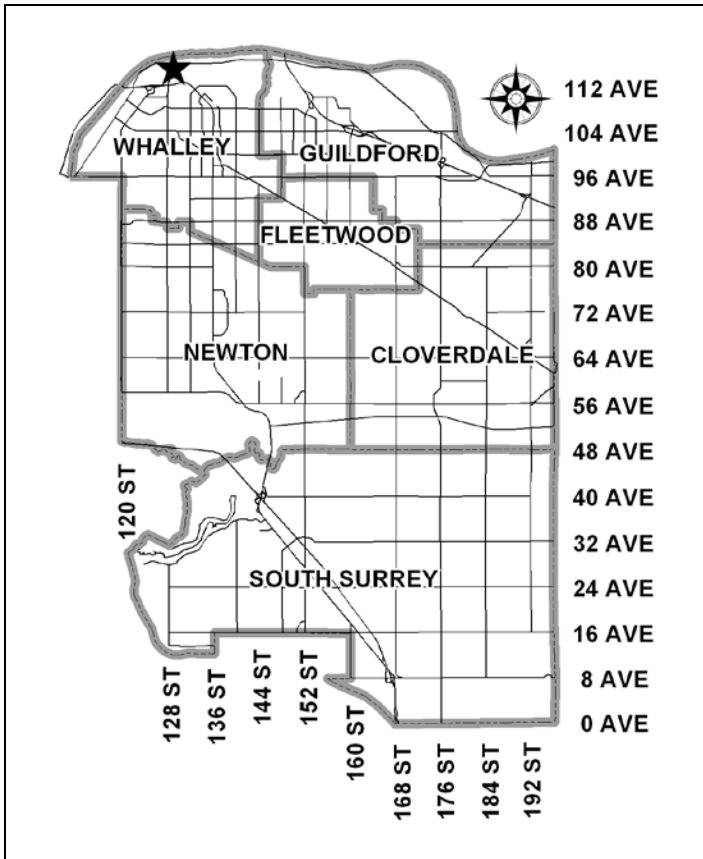 112 AVE
104 AVE
WHALLEY
GUILDFORD
96 AVE
88 AVE
FLEETWOOD
80 AVE
72 AVE
NEWTON
CLOVERDALE
64 AVE
56 AVE
48 AVE
120 ST
40 AVE
32 AVE
SOUTH SURREY
24 AVE
16 AVE
8 AVE
0 AVE
128 ST
136 ST
144 ST
152 ST
160 ST
168 ST
176 ST
184 ST
192 ST